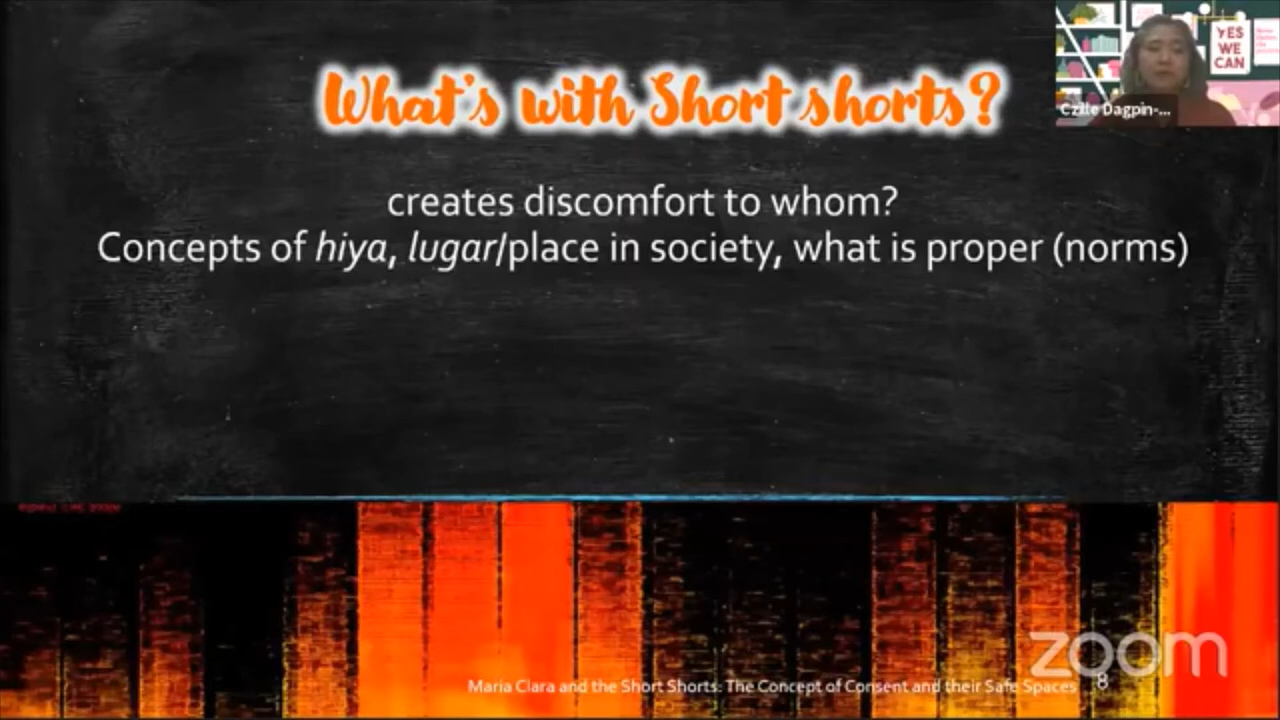 What's with Short shorts?
YES
WE
CAN
Czille Dagpin-...
creates discomfort to whom?
Concepts of hiya, lugar/place in society, what is proper (norms)
zoom
Maria Clara and the Short Shorts: The Concept of Consent and their Safe Spaces
8